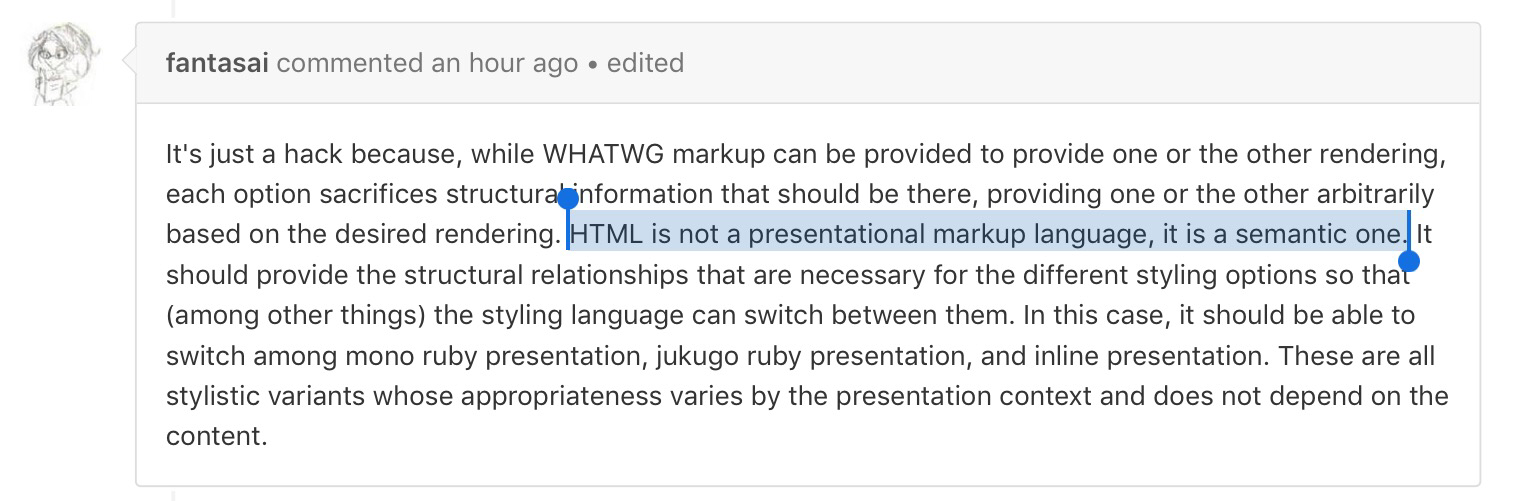 fantasai commented an hour ago • edited
It's just a hack because, while WHATWG markup can be provided to provide one or the other rendering,
each option sacrifices structural information that should be there, providing one or the other arbitrarily
based on the desired rendering. HTML is not a presentational markup language, it is a semantic one. It
should provide the structural relationships that are necessary for the different styling options so that
(among other things) the styling language can switch between them. In this case, it should be able to
switch among mono ruby presentation, jukugo ruby presentation, and inline presentation. These are all
stylistic variants whose appropriateness varies by the presentation context and does not depend on the
content.